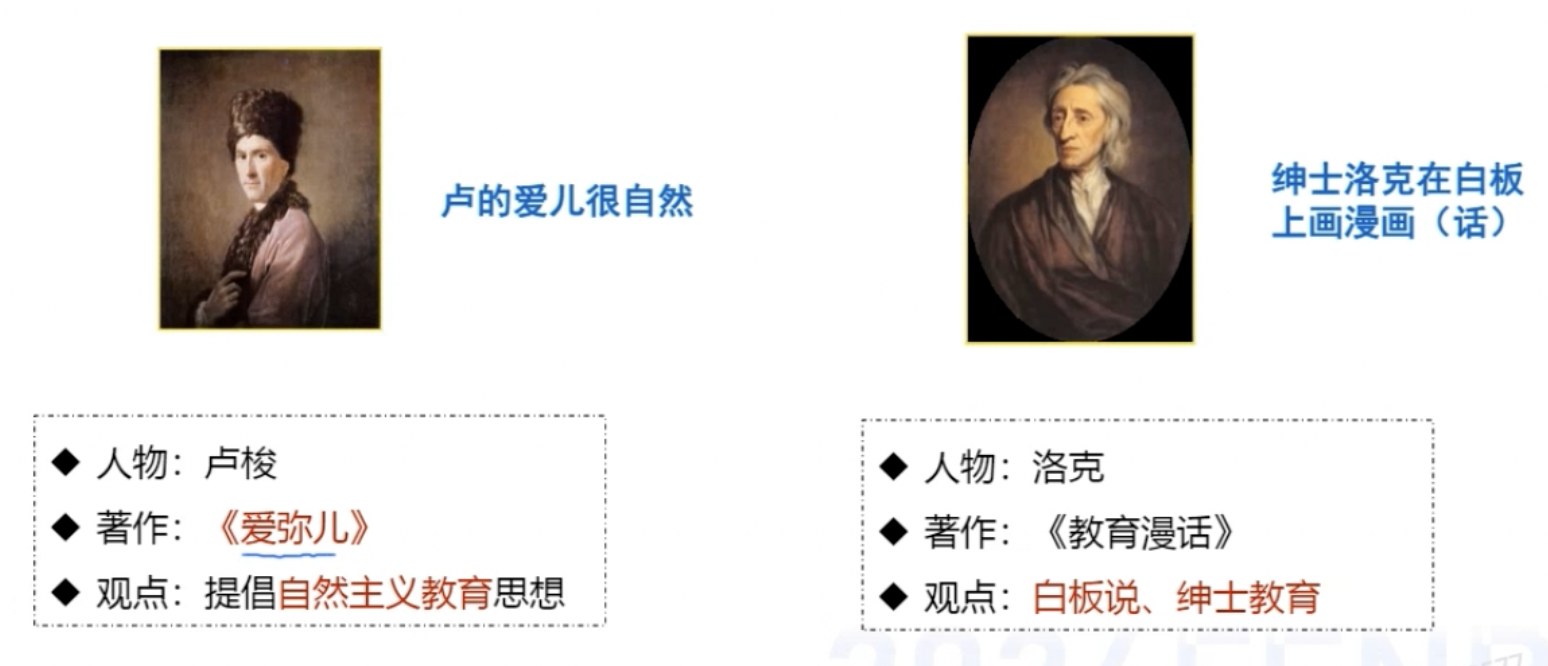 卢的爱儿很自然
◆ 人物：卢梭
◆ 著作：《爱弥儿》
◆ 观点：提倡自然主义教育思想
绅士洛克在白板
上画漫画（话）
◆ 人物：洛克
◆ 著作：《教育漫话》
◆ 观点：白板说、绅士教育